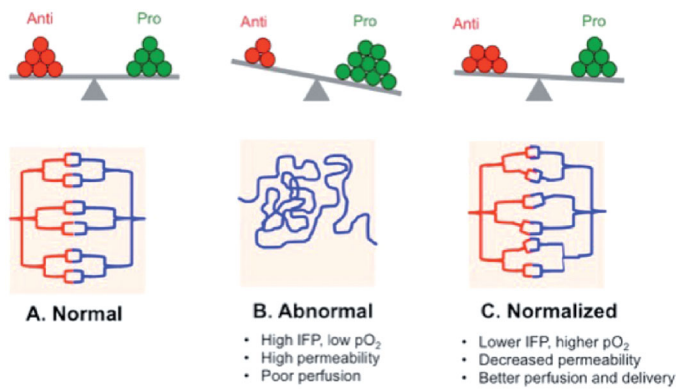 Anti Pro
Anti Pro
Anti Pro
A. Normal
B. Abnormal
• High IFP, low pO₂
• High permeability
• Poor perfusion
C. Normalized
• Lower IFP, higher pO₂
• Decreased permeability
• Better perfusion and delivery